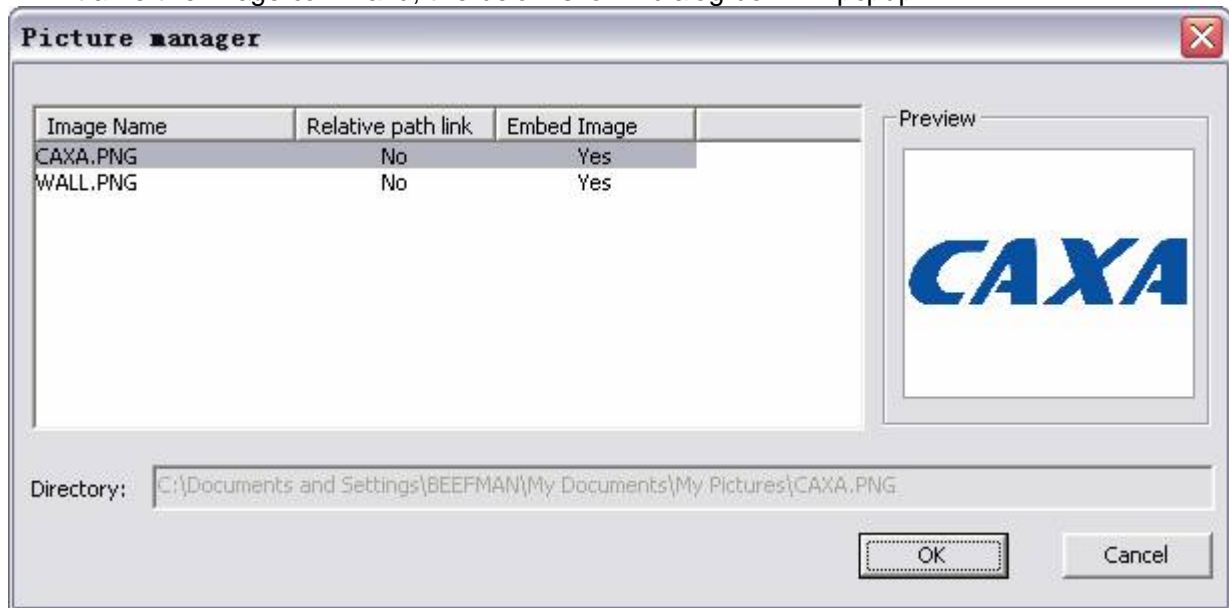 Picture manager
Image Name Relative path link Embed Image
CAXA.PNG No Yes
WALL.PNG No Yes
Preview
CAXA
Directory: C:\Documents and Settings\BEEFMAN\My Documents\My Pictures\CAXA.PNG
OK Cancel